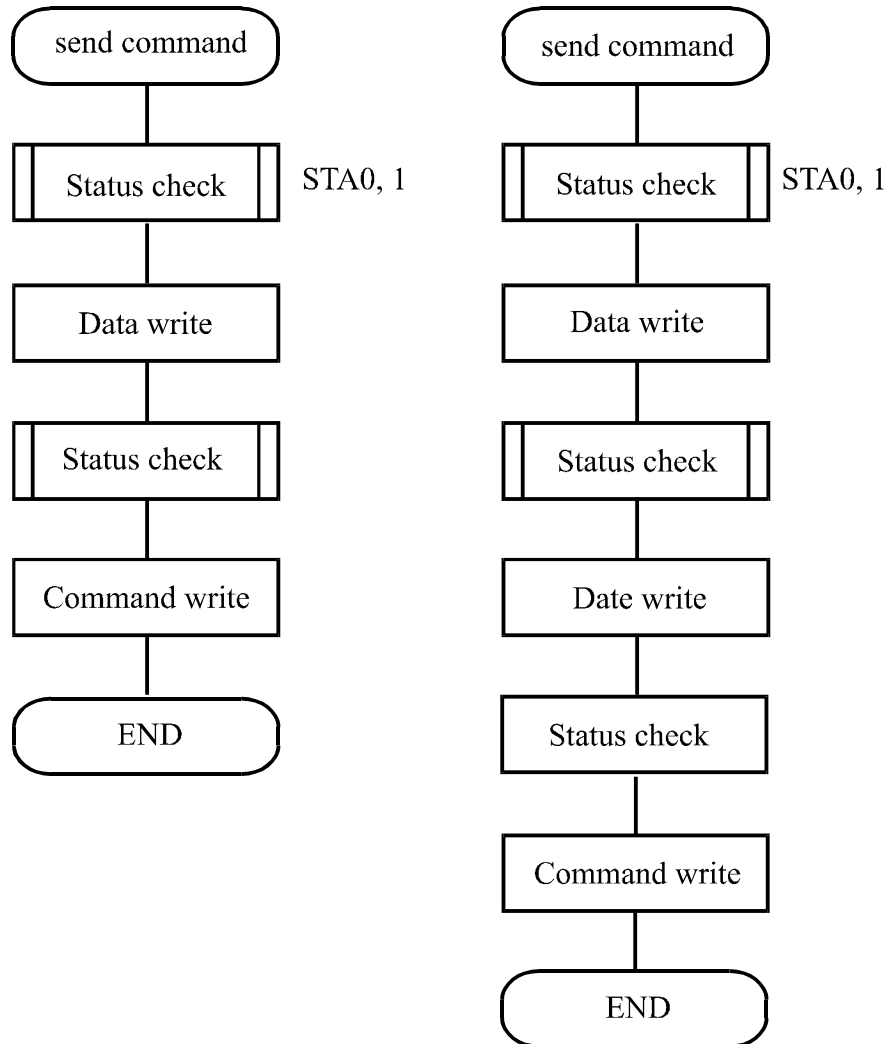 send command
Status check
STA0, 1
Data write
Status check
Command write
END
send command
Status check
STA0, 1
Data write
Status check
Date write
Status check
Command write
END